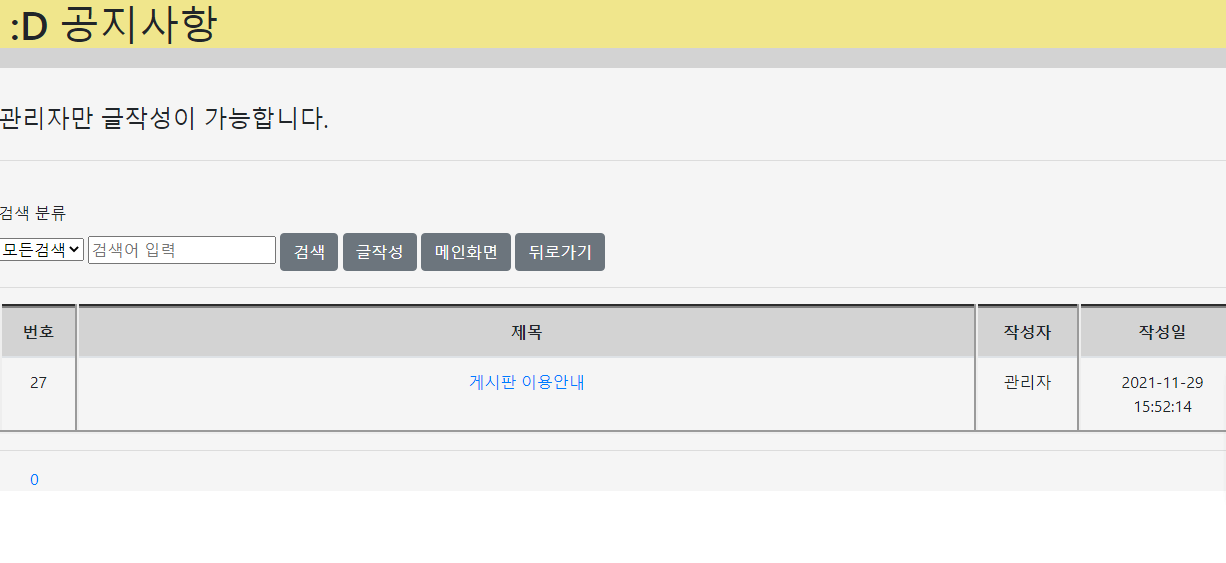 :D 공지사항
관리자만 글작성이 가능합니다.
검색 분류
모든검색 검색어 입력 검색 글작성 메인화면 뒤로가기
번호 제목 작성자 작성일
27 게시판 이용안내 관리자 2021-11-29
15:52:14
0